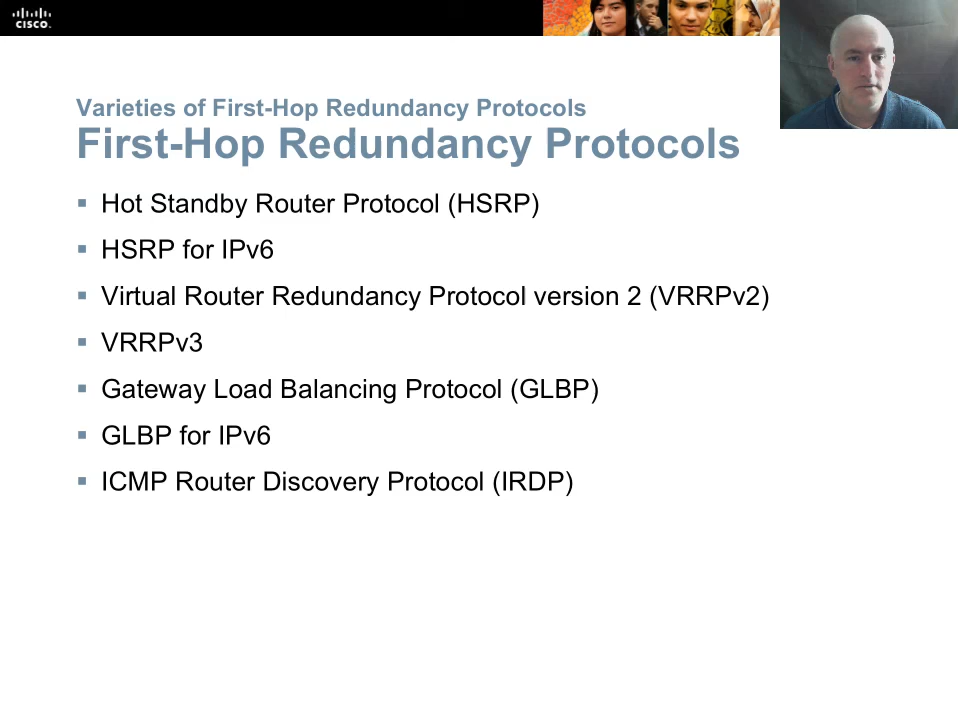 cisco.
Varieties of First-Hop Redundancy Protocols
First-Hop Redundancy Protocols
Hot Standby Router Protocol (HSRP)
HSRP for IPv6
Virtual Router Redundancy Protocol version 2 (VRRPv2)
VRRPv3
Gateway Load Balancing Protocol (GLBP)
GLBP for IPv6
ICMP Router Discovery Protocol (IRDP)